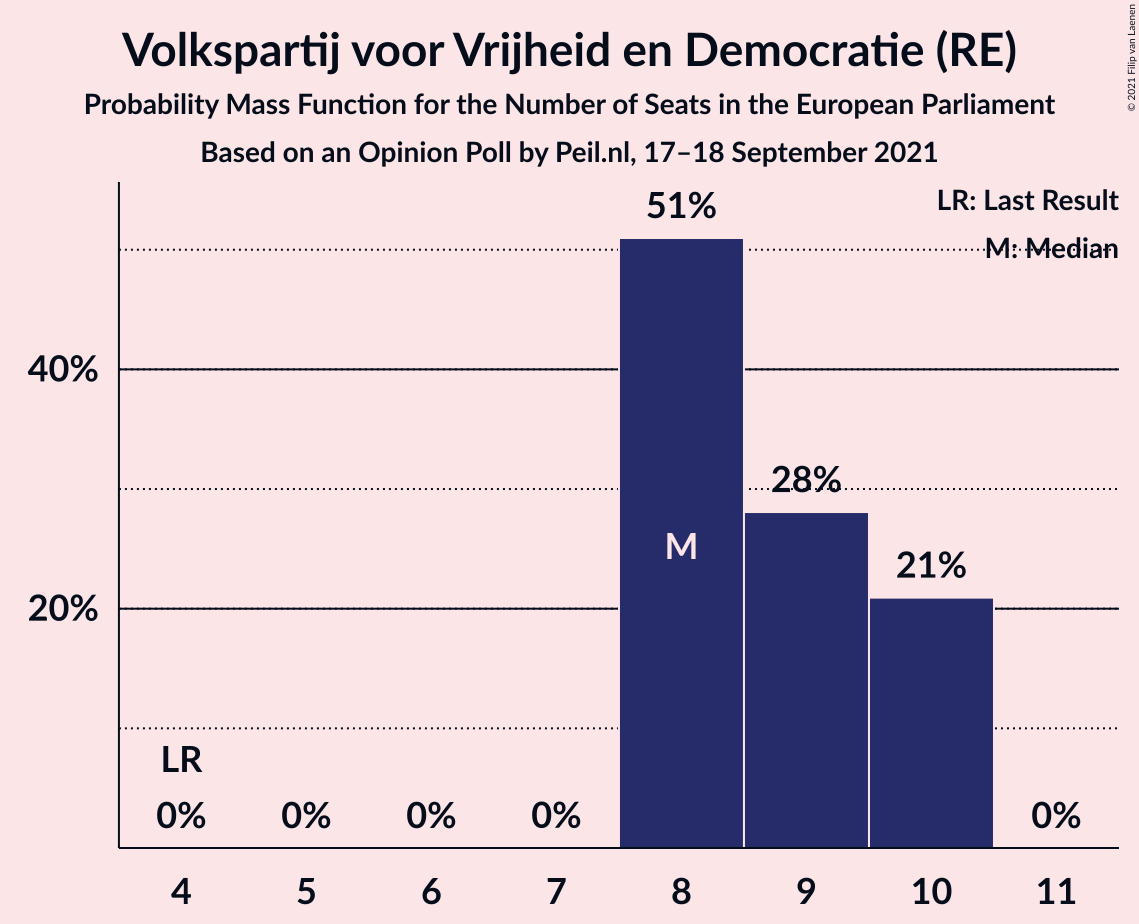 Volkspartij voor Vrijheid en Democratie (RE)
Probability Mass Function for the Number of Seats in the European Parliament
Based on an Opinion Poll by Peil.nl, 17–18 September 2021
© 2021 Filip van Laenen
LR: Last Result
M: Median
51%
40%
28%
M
21%
20%
LR
0% 0% 0% 0% 0%
4 5 6 7 8 9 10 11